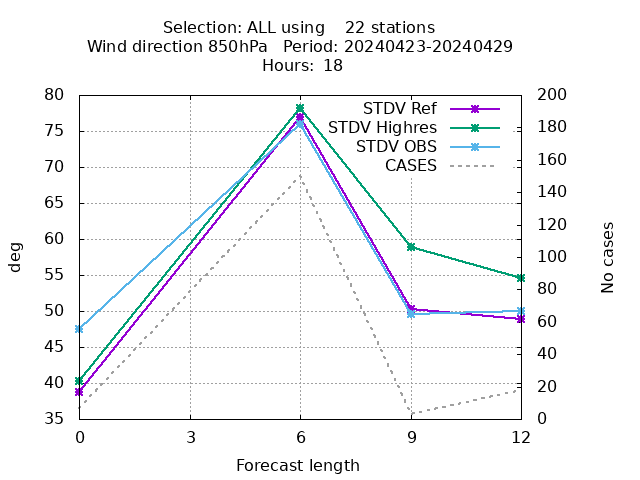 Selection: ALL using    22 stations
Wind direction 850hPa   Period: 20240423-20240429
Hours: 18
80
75
70
65
60
55
50
45
40
35
deg
STDV Ref
STDV Highres
STDV OBS
CASES
200
180
160
140
120
100
80
60
40
20
0
No cases
0 3 6 9 12
Forecast length